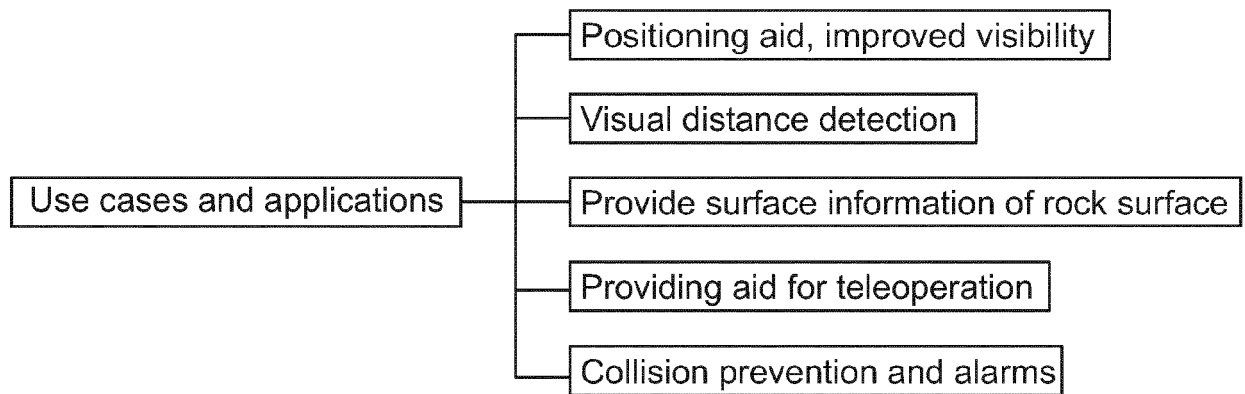 Positioning aid, improved visibility
Visual distance detection
Use cases and applications
Provide surface information of rock surface
Providing aid for teleoperation
Collision prevention and alarms